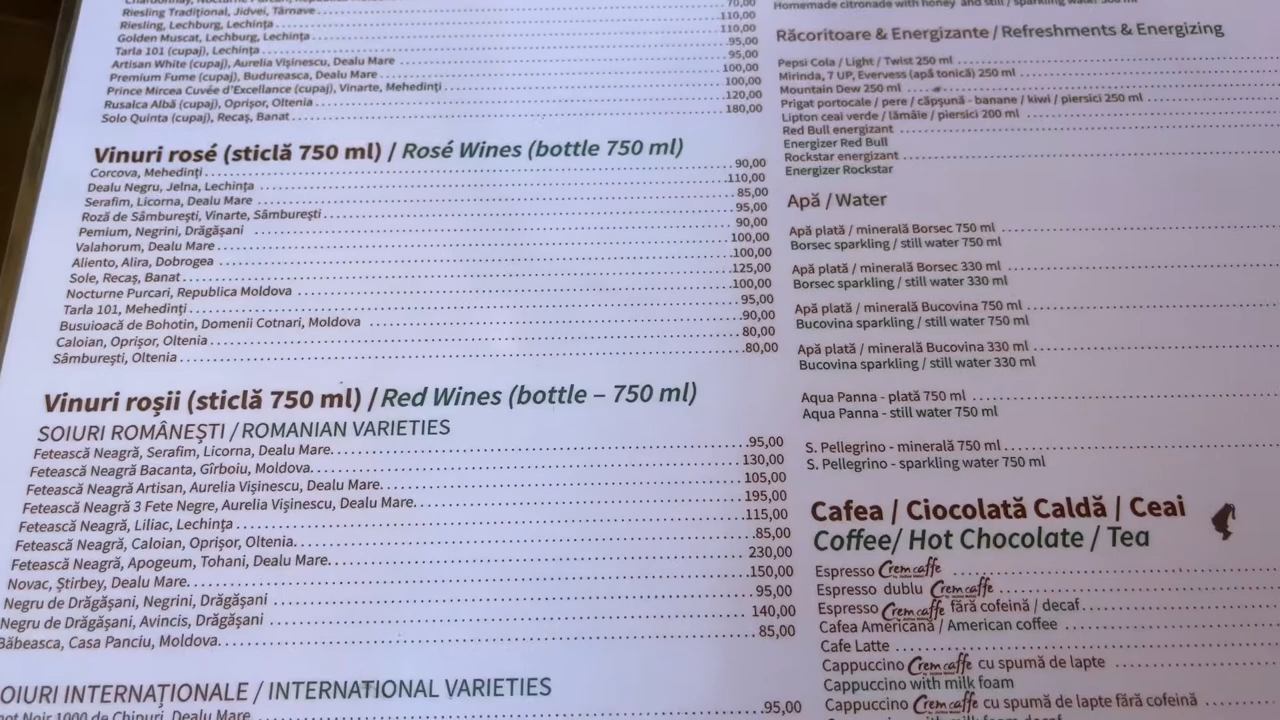 Riesling Tradițional, Jidvei, Târnave 70,00
Riesling, Lechburg, Lechința 110,00
Golden Muscat, Lechburg, Lechința 110,00
Tarla 101 (cupaj), Lechința 95,00
Artisan White (cupaj), Aurelia Vișinescu, Dealu Mare 95,00
Premium Fume (cupaj), Budureasca, Dealu Mare 100,00
Prince Mircea Cuvée d'Excellance (cupaj), Vinarte, Mehedinți 100,00
Rusalca Albă (cupaj), Oprișor, Oltenia 120,00
Solo Quinta (cupaj), Recaș, Banat 180,00
Vinuri rosé (sticlă 750 ml) / Rosé Wines (bottle 750 ml)
Corcova, Mehedinți 90,00
Dealu Negru, Jelna, Lechința 110,00
Serafim, Licorna, Dealu Mare 85,00
Roză de Sâmburești, Vinarte, Sâmburești 95,00
Pemium, Negrini, Drăgășani 90,00
Valahorum, Dealu Mare 100,00
Aliento, Alira, Dobrogea 100,00
Sole, Recaș, Banat 125,00
Nocturne Purcari, Republica Moldova 100,00
Tarla 101, Mehedinți 95,00
Busuioacă de Bohotin, Domenii Cotnari, Moldova 90,00
Caloian, Oprișor, Oltenia 80,00
Sâmburești, Oltenia 80,00
Vinuri roșii (sticlă 750 ml) / Red Wines (bottle – 750 ml)
SOIURI ROMÂNEȘTI / ROMANIAN VARIETIES
Fetească Neagră, Serafim, Licorna, Dealu Mare. 95,00
Fetească Neagră Bacanta, Gîrboiu, Moldova. 130,00
Fetească Neagră Artisan, Aurelia Vișinescu, Dealu Mare. 105,00
Fetească Neagră 3 Fete Negre, Aurelia Vișinescu, Dealu Mare. 195,00
Fetească Neagră, Liliac, Lechința 115,00
Fetească Neagră, Caloian, Oprișor, Oltenia. 85,00
Fetească Neagră, Apogeum, Tohani, Dealu Mare. 230,00
Novac, Știrbey, Dealu Mare. 150,00
Negru de Drăgășani, Negrini, Drăgășani 95,00
Negru de Drăgășani, Avincis, Drăgășani 140,00
Băbeasca, Casa Panciu, Moldova. 85,00
OIURI INTERNAȚIONALE / INTERNATIONAL VARIETIES
Noir 1000 de Chipuri, Dealu Mare 95,00
Homemade citronade with honey and still / sparkling water
Răcoritoare & Energizante / Refreshments & Energizing
Pepsi Cola / Light / Twist 250 ml
Mirinda, 7 UP, Evervess (apă tonică) 250 ml
Mountain Dew 250 ml
Prigat portocale / pere / căpșună - banane / kiwi / piersici 250 ml
Lipton ceai verde / lămâie / piersici 200 ml
Red Bull energizant
Energizer Red Bull
Rockstar energizant
Energizer Rockstar
Apă / Water
Apă plată / minerală Borsec 750 ml
Borsec sparkling / still water 750 ml
Apă plată / minerală Borsec 330 ml
Borsec sparkling / still water 330 ml
Apă plată / minerală Bucovina 750 ml
Bucovina sparkling / still water 750 ml
Apă plată / minerală Bucovina 330 ml
Bucovina sparkling / still water 330 ml
Aqua Panna - plată 750 ml
Aqua Panna - still water 750 ml
S. Pellegrino - minerală 750 ml
S. Pellegrino - sparkling water 750 ml
Cafea / Ciocolată Caldă / Ceai
Coffee/ Hot Chocolate / Tea
Espresso Cremcaffe
Espresso dublu Cremcaffe
Espresso Cremcaffe fără cofeină / decaf
Cafea Americană / American coffee
Cafe Latte
Cappuccino Cremcaffe cu spumă de lapte
Cappuccino with milk foam
Cappuccino Cremcaffe cu spumă de lapte fără cofeină